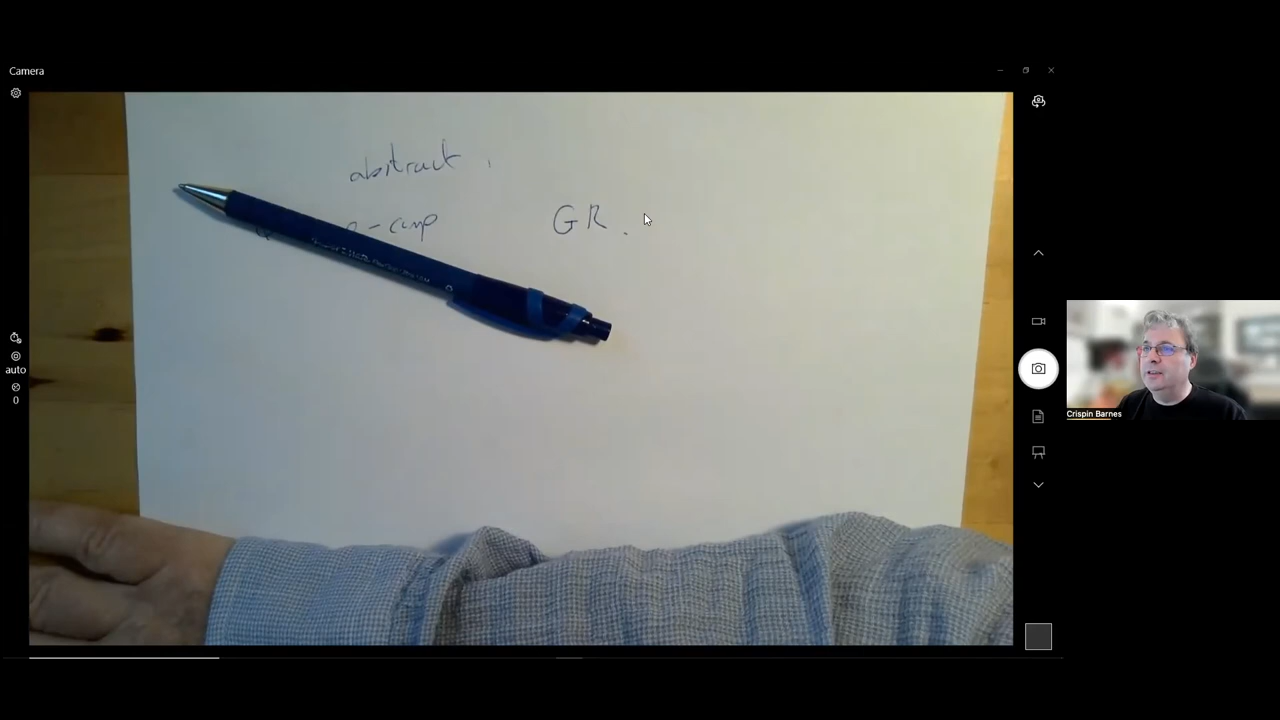 Camera
abstract.
-comp GR.
auto
0
Crispin Barnes